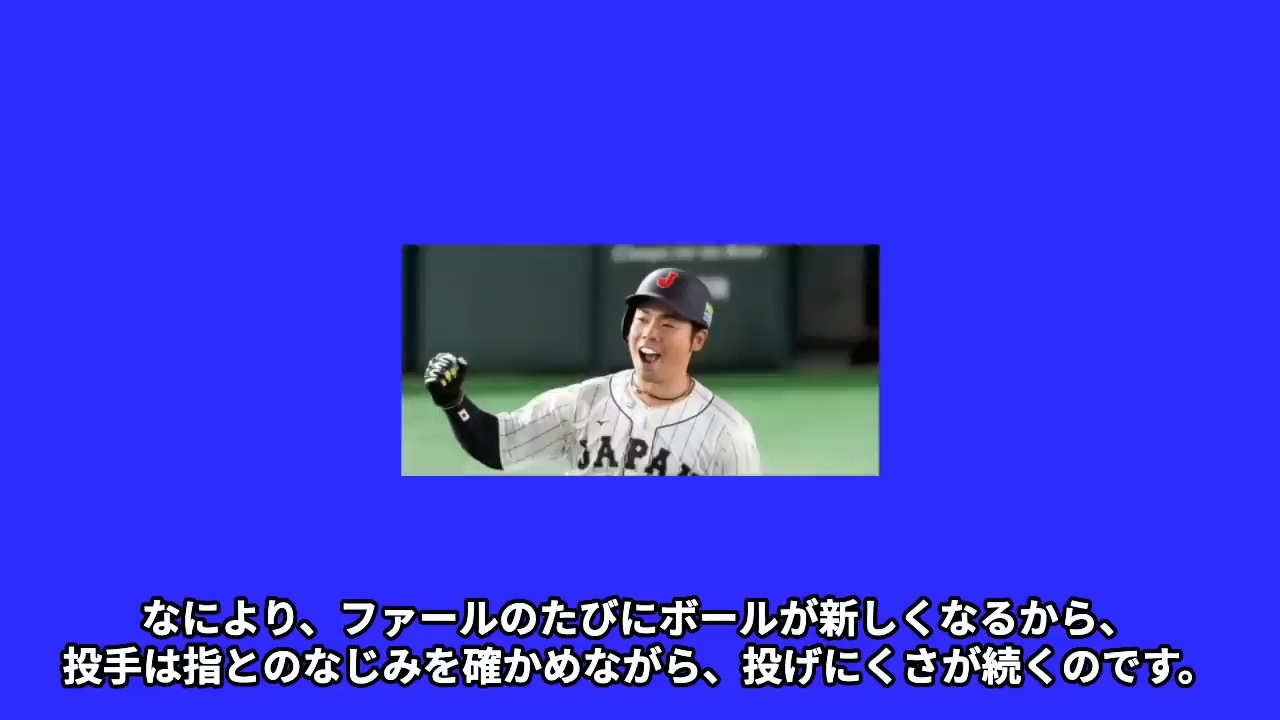 J
JAPAN
なにより、ファールのたびにボールが新しくなるから、
投手は指とのなじみを確かめながら、投げにくさが続くのです。